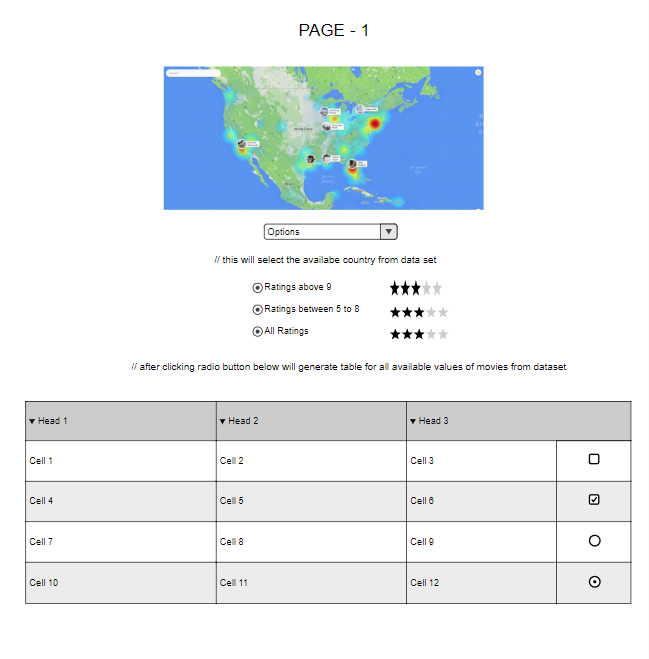 PAGE - 1
Options
// this will select the availabe country from data set
Ratings above 9
Ratings between 5 to 8
All Ratings
// after clicking radio button below will generate table for all available values of movies from dataset
Head 1 Head 2 Head 3
Cell 1 Cell 2 Cell 3
Cell 4 Cell 5 Cell 6
Cell 7 Cell 8 Cell 9
Cell 10 Cell 11 Cell 12